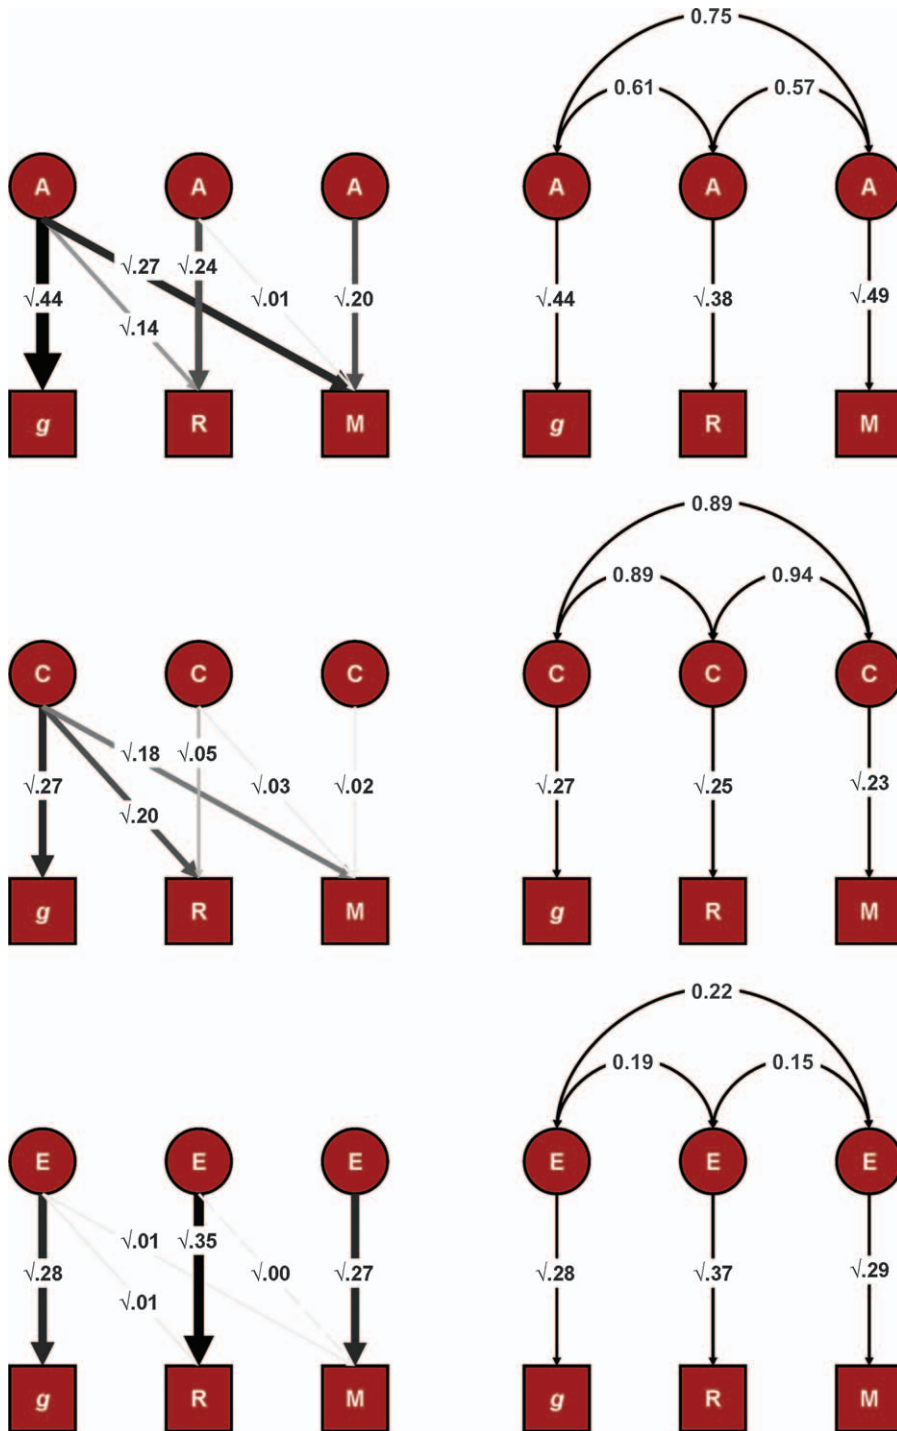 0.75
0.61 0.57
A A A A A A
√.27 √.24
√.44 √.01 √.20 √.44 √.38 √.49
√.14
g R M g R M
0.89
0.89 0.94
C C C C C C
√.18 √.05
√.27 √.03 √.02 √.27 √.25 √.23
√.20
g R M g R M
0.22
0.19 0.15
E E E E E E
√.01 √.35
√.28 √.00 √.27 √.28 √.37 √.29
√.01
g R M g R M